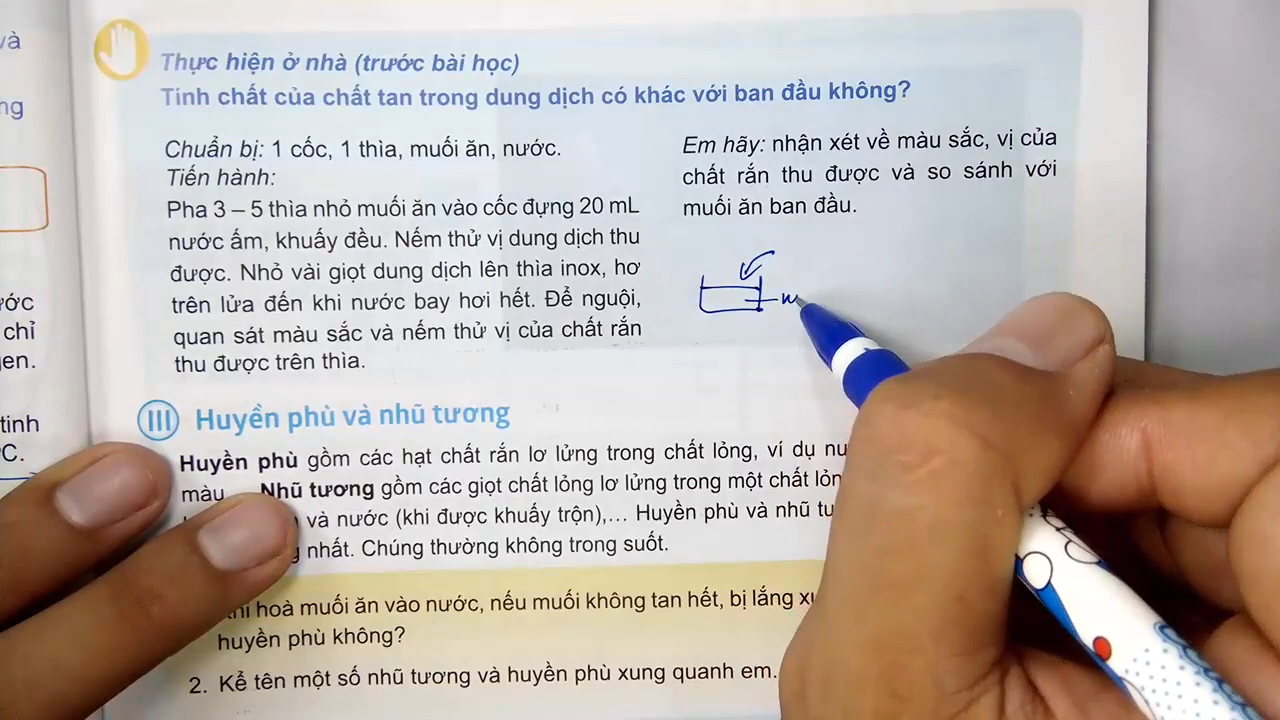 và
ng
ước
chỉ
gen.
tinh
°C.
Thực hiện ở nhà (trước bài học)
Tính chất của chất tan trong dung dịch có khác với ban đầu không?
Chuẩn bị: 1 cốc, 1 thìa, muối ăn, nước.
Tiến hành:
Pha 3 – 5 thìa nhỏ muối ăn vào cốc đựng 20 mL
nước ấm, khuấy đều. Nếm thử vị dung dịch thu
được. Nhỏ vài giọt dung dịch lên thìa inox, hơ
trên lửa đến khi nước bay hơi hết. Để nguội,
quan sát màu sắc và nếm thử vị của chất rắn
thu được trên thìa.
Em hãy: nhận xét về màu sắc, vị của
chất rắn thu được và so sánh với
muối ăn ban đầu.
III Huyền phù và nhũ tương
Huyền phù gồm các hạt chất rắn lơ lửng trong chất lỏng, ví dụ
màu Nhũ tương gồm các giọt chất lỏng lơ lửng trong một chất
và nước (khi được khuấy trộn),... Huyền phù và nhũ
nhất. Chúng thường không trong suốt.
hoà muối ăn vào nước, nếu muối không tan hết, bị lắng
huyền phù không?
2. Kể tên một số nhũ tương và huyền phù xung quanh em.